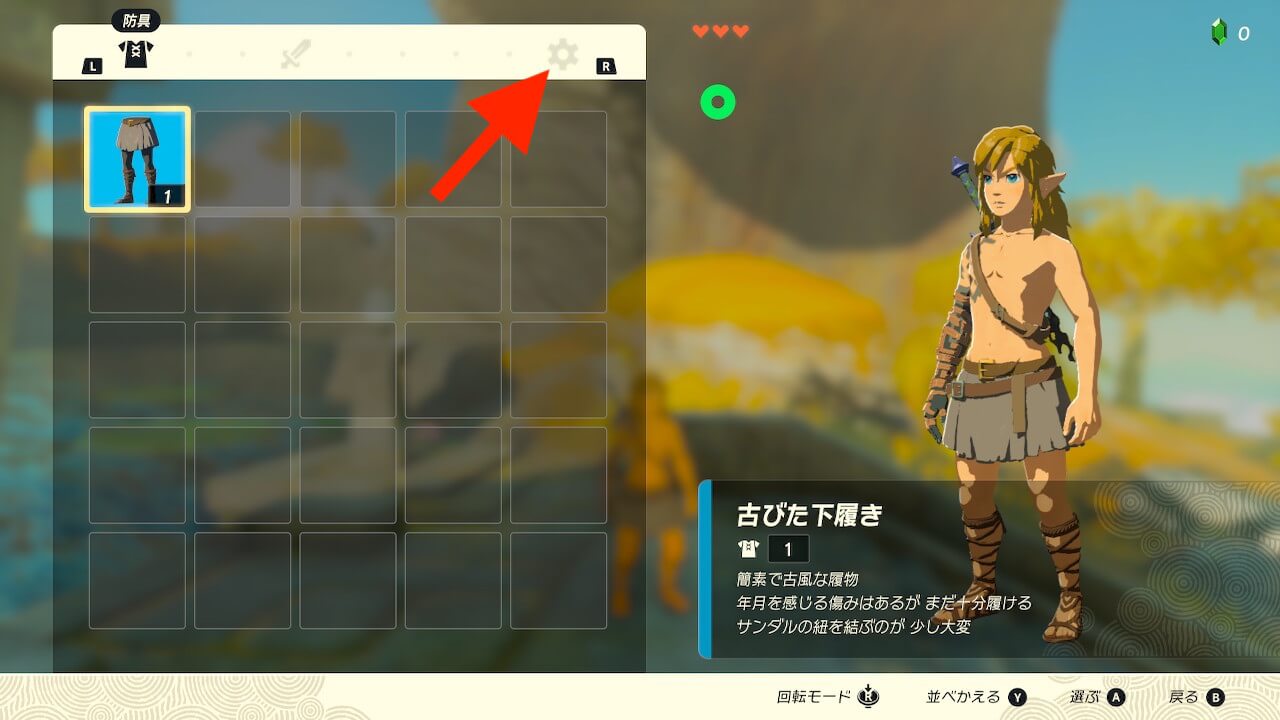 防具
L
R
0
1
古びた下履き
1
簡素で古風な履物
年月を感じる傷みはあるが まだ十分履ける
サンダルの紐を結ぶのが 少し大変
回転モード R 並べかえる Y 選ぶ A 戻る B